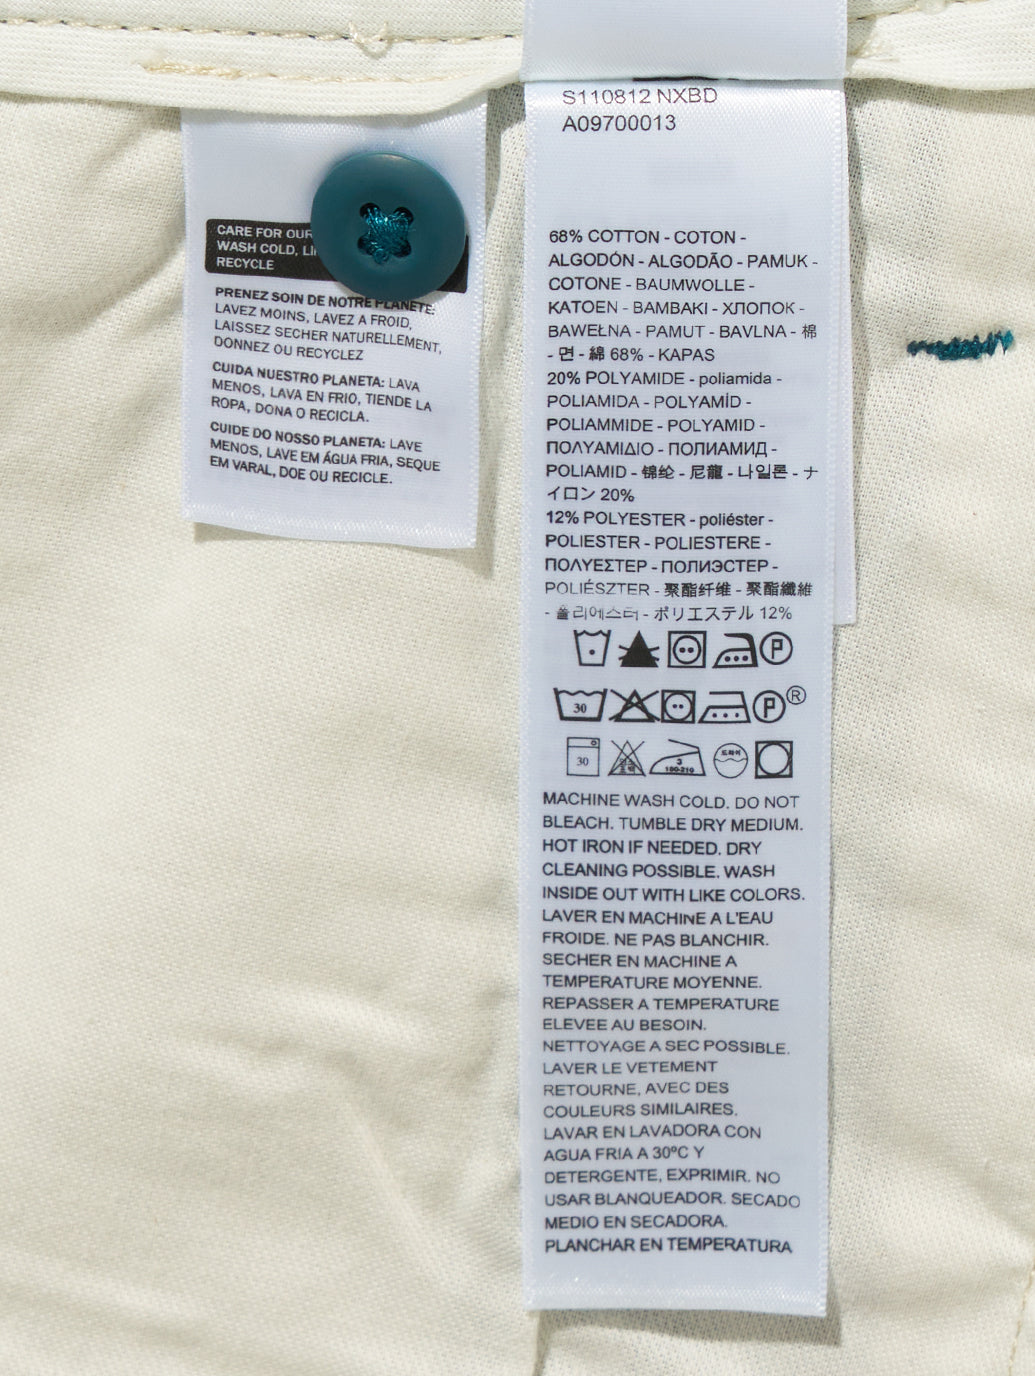 CARE FOR OUR
WASH COLD,
RECYCLE
PRENEZ SOIN DE NOTRE PLANETE:
LAVEZ MOINS, LAVEZ A FROID,
LAISSEZ SECHER NATURELLEMENT,
DONNEZ OU RECYCLEZ
CUIDA NUESTRO PLANETA: LAVA
MENOS, LAVA EN FRIO, TIENDE LA
ROPA, DONA O RECICLA.
CUIDE DO NOSSO PLANETA: LAVE
MENOS, LAVE EM ÁGUA FRIA, SEQUE
EM VARAL, DOE OU RECICLE.
S110812 NXBD
A09700013
68% COTTON - COTON -
ALGODÓN - ALGODÃO - PAMUK -
COTONE - BAUMWOLLE -
KATOEN - BAMBAKI - ХЛОПОК -
BAWEŁNA - PAMUT - BAVLNA - 棉
- 면 - 綿 68% - KAPAS
20% POLYAMIDE - poliamida -
POLIAMIDA - POLYAMÍD -
POLIAMMIDE - POLYAMID -
ΠΟΛΥΑΜΙΔΙΟ - ПОЛИАМИД -
POLIAMID - 锦纶 - 尼龍 - 나일론 - ナ
イロン 20%
12% POLYESTER - poliéster -
POLIESTER - POLIESTERE -
ΠΟΛΥΕΣΤΕΡ - ПОЛИЭСТЕР -
POLIÉSZTER - 聚酯纤维 - 聚酯纖維
- 폴리에스터 - ポリエステル 12%
P
30 P ®
30 3 180-210 드라이
MACHINE WASH COLD. DO NOT
BLEACH. TUMBLE DRY MEDIUM.
HOT IRON IF NEEDED. DRY
CLEANING POSSIBLE. WASH
INSIDE OUT WITH LIKE COLORS.
LAVER EN MACHINE A L'EAU
FROIDE. NE PAS BLANCHIR.
SECHER EN MACHINE A
TEMPERATURE MOYENNE.
REPASSER A TEMPERATURE
ELEVEE AU BESOIN.
NETTOYAGE A SEC POSSIBLE.
LAVER LE VETEMENT
RETOURNE, AVEC DES
COULEURS SIMILAIRES.
LAVAR EN LAVADORA CON
AGUA FRIA A 30ºC Y
DETERGENTE, EXPRIMIR. NO
USAR BLANQUEADOR. SECADO
MEDIO EN SECADORA.
PLANCHAR EN TEMPERATURA